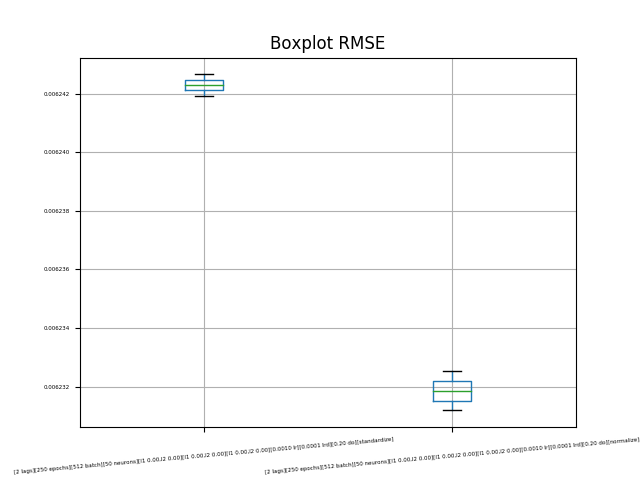 Boxplot RMSE
0.006242
0.006240
0.006238
0.006236
0.006234
0.006232
[2 lags][250 epochs][512 batch][50 neurons][l1 0.00,l2 0.00][l1 0.00,l2 0.00][l1 0.00,l2 0.00][0.0010 lr][0.0001 lrd][0.20 do][standardize]
[2 lags][250 epochs][512 batch][50 neurons][l1 0.00,l2 0.00][l1 0.00,l2 0.00][l1 0.00,l2 0.00][0.0010 lr][0.0001 lrd][0.20 do][normalize]